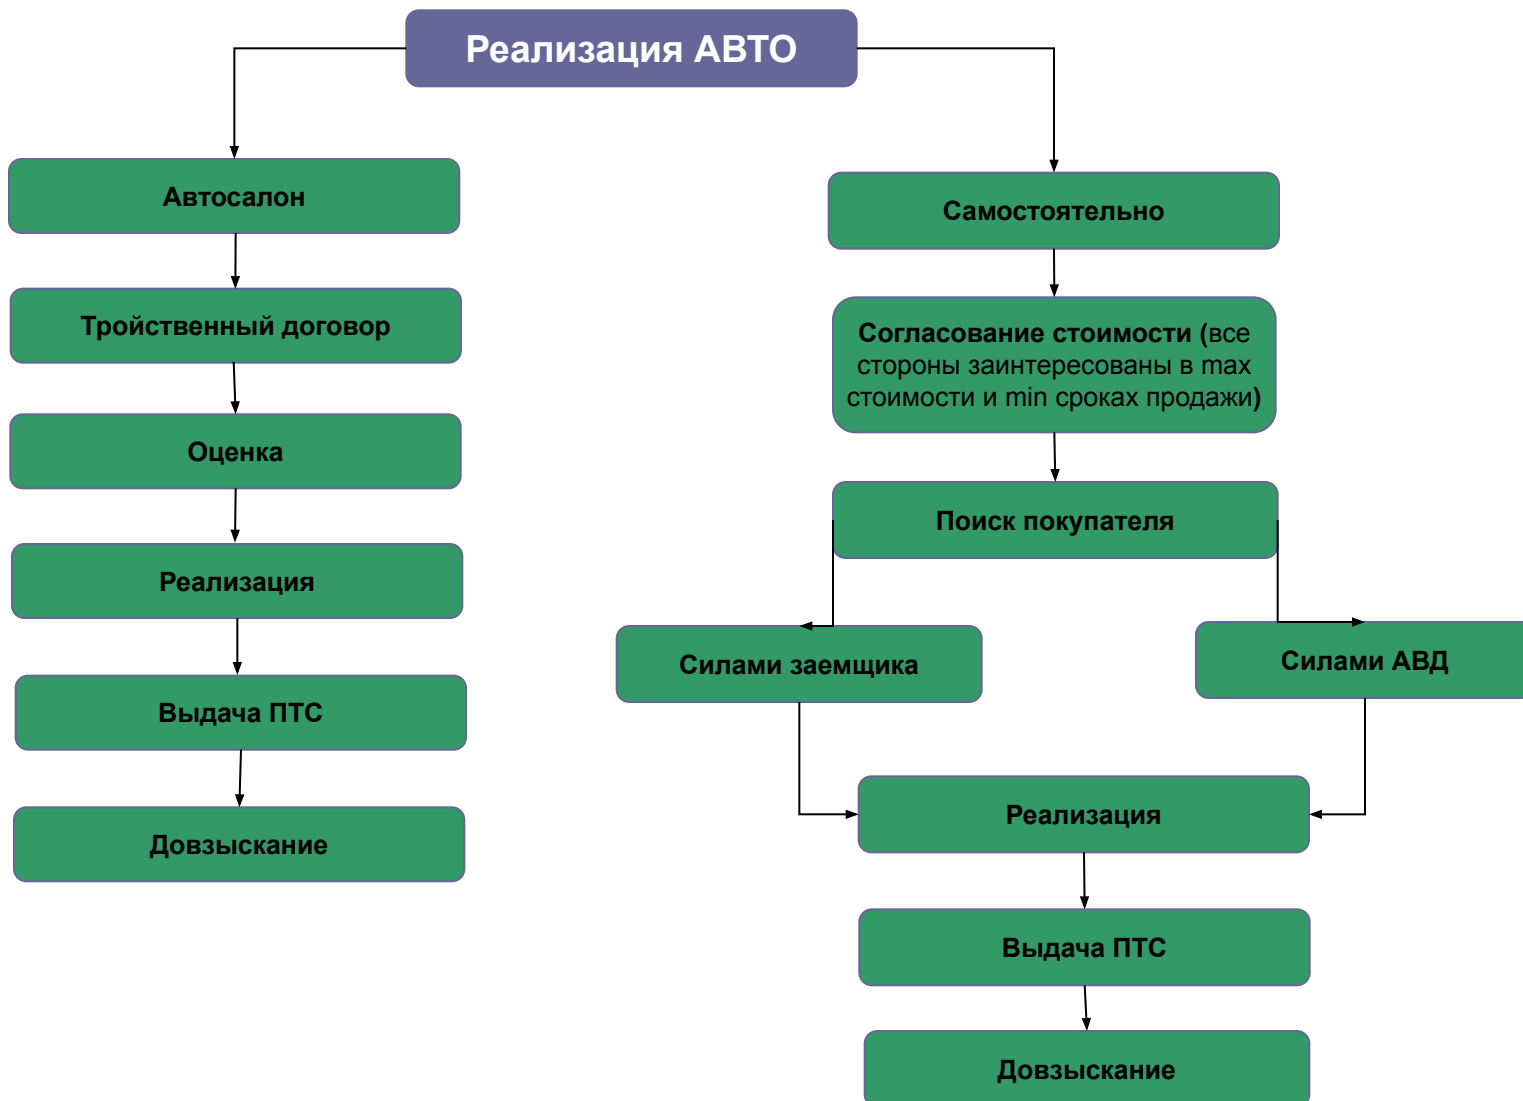 Реализация АВТО
Автосалон
Тройственный договор
Оценка
Реализация
Выдача ПТС
Довзыскание
Самостоятельно
Согласование стоимости (все
стороны заинтересованы в max
стоимости и min сроках продажи)
Поиск покупателя
Силами заемщика
Силами АВД
Реализация
Выдача ПТС
Довзыскание